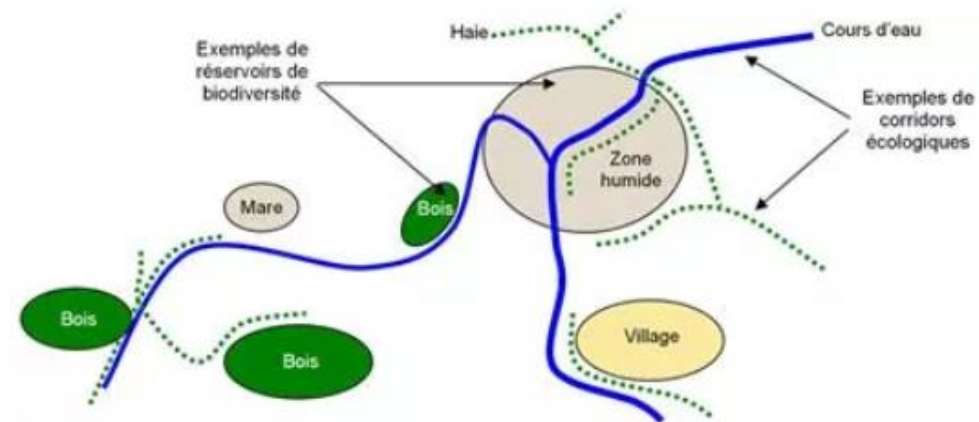 Haie
Cours d'eau
Exemples de
réservoirs de
biodiversité
Exemples de
corridors
écologiques
Zone
humide
Mare
Bois
Bois
Bois
Village